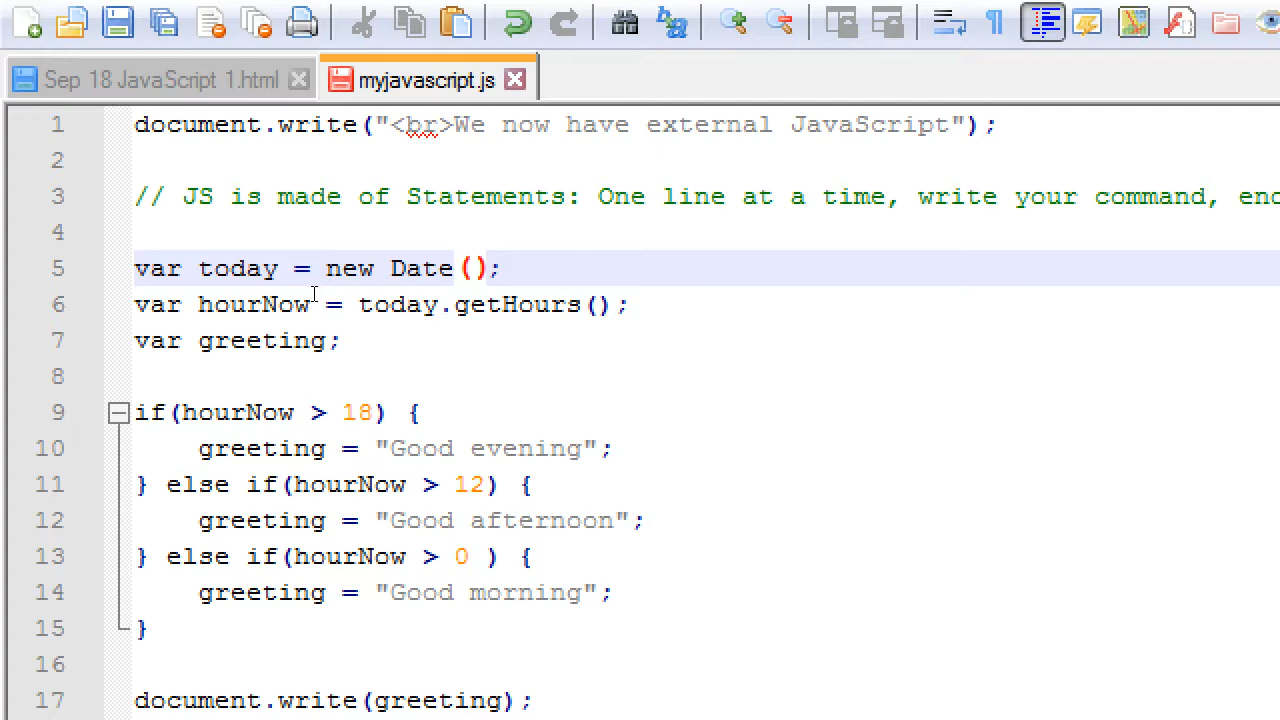 Sep 18 JavaScript 1.html
myjavascript.js
1 document.write("<br>We now have external JavaScript");
2
3 // JS is made of Statements: One line at a time, write your command,
4
5 var today = new Date();
6 var hourNow = today.getHours();
7 var greeting;
8
9 if(hourNow > 18) {
10 greeting = "Good evening";
11 } else if(hourNow > 12) {
12 greeting = "Good afternoon";
13 } else if(hourNow > 0 ) {
14 greeting = "Good morning";
15 }
16
17 document.write(greeting);